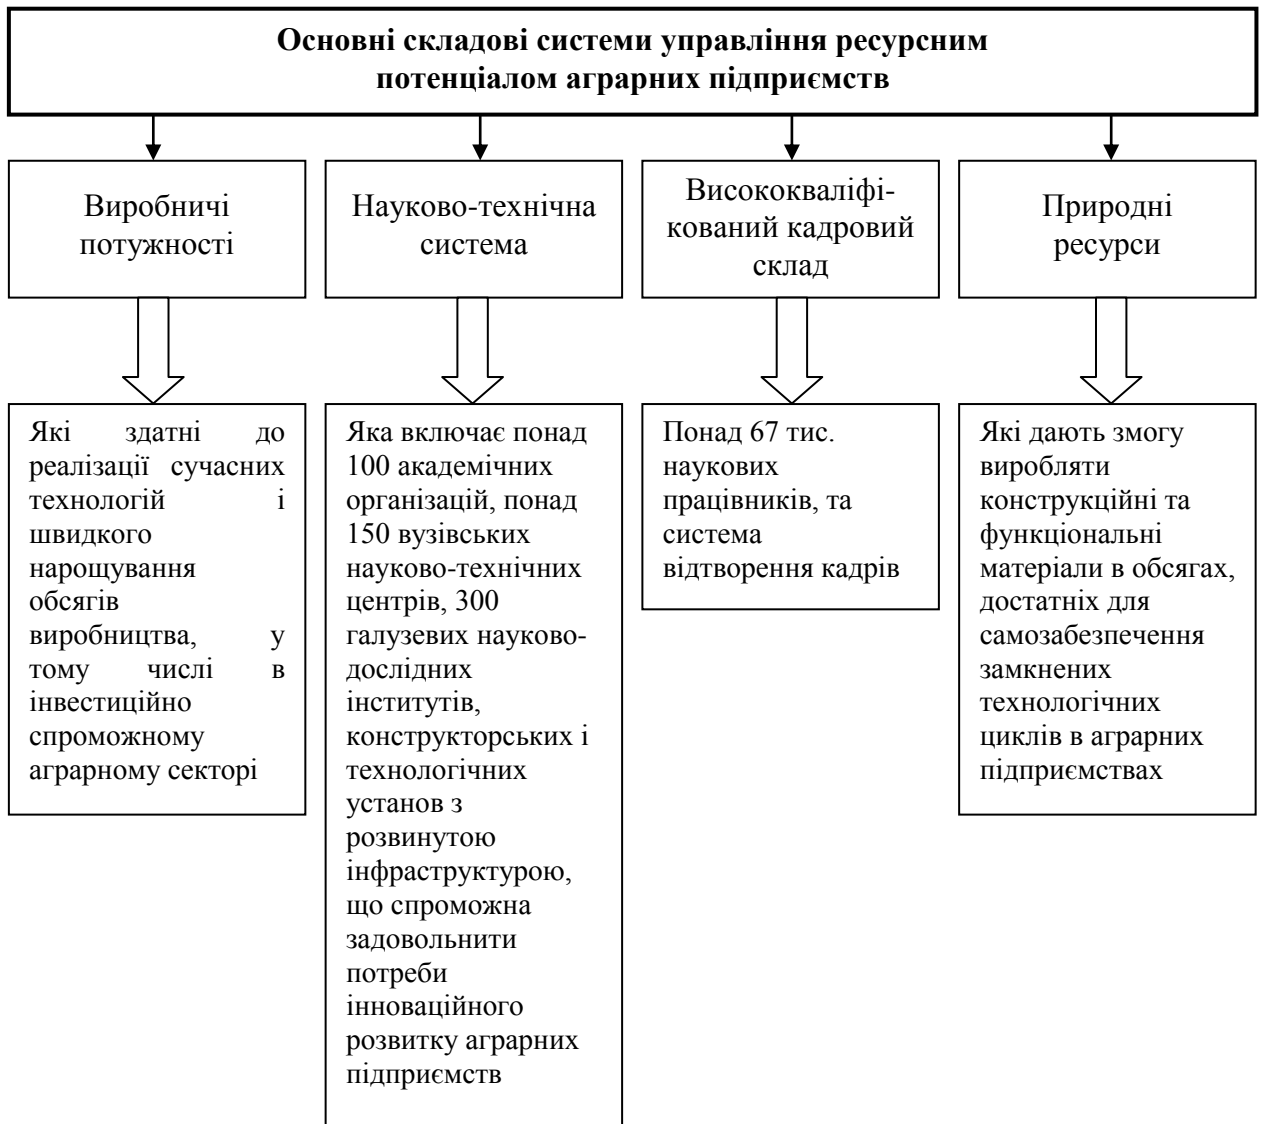 Основні складові системи управління ресурсним
потенціалом аграрних підприємств
Виробничі
потужності
Науково-технічна
система
Висококваліфі-
кований кадровий
склад
Природні
ресурси
Які здатні до
реалізації сучасних
технологій і
швидкого
нарощування
обсягів
виробництва, у
тому числі в
інвестиційно
спроможному
аграрному секторі
Яка включає понад
100 академічних
організацій, понад
150 вузівських
науково-технічних
центрів, 300
галузевих науково-
дослідних
інститутів,
конструкторських і
технологічних
установ з
розвинутою
інфраструктурою,
що спроможна
задовольнити
потреби
інноваційного
розвитку аграрних
підприємств
Понад 67 тис.
наукових
працівників, та
система
відтворення кадрів
Які дають змогу
виробляти
конструкційні та
функціональні
матеріали в обсягах,
достатніх для
самозабезпечення
замкнених
технологічних
циклів в аграрних
підприємствах